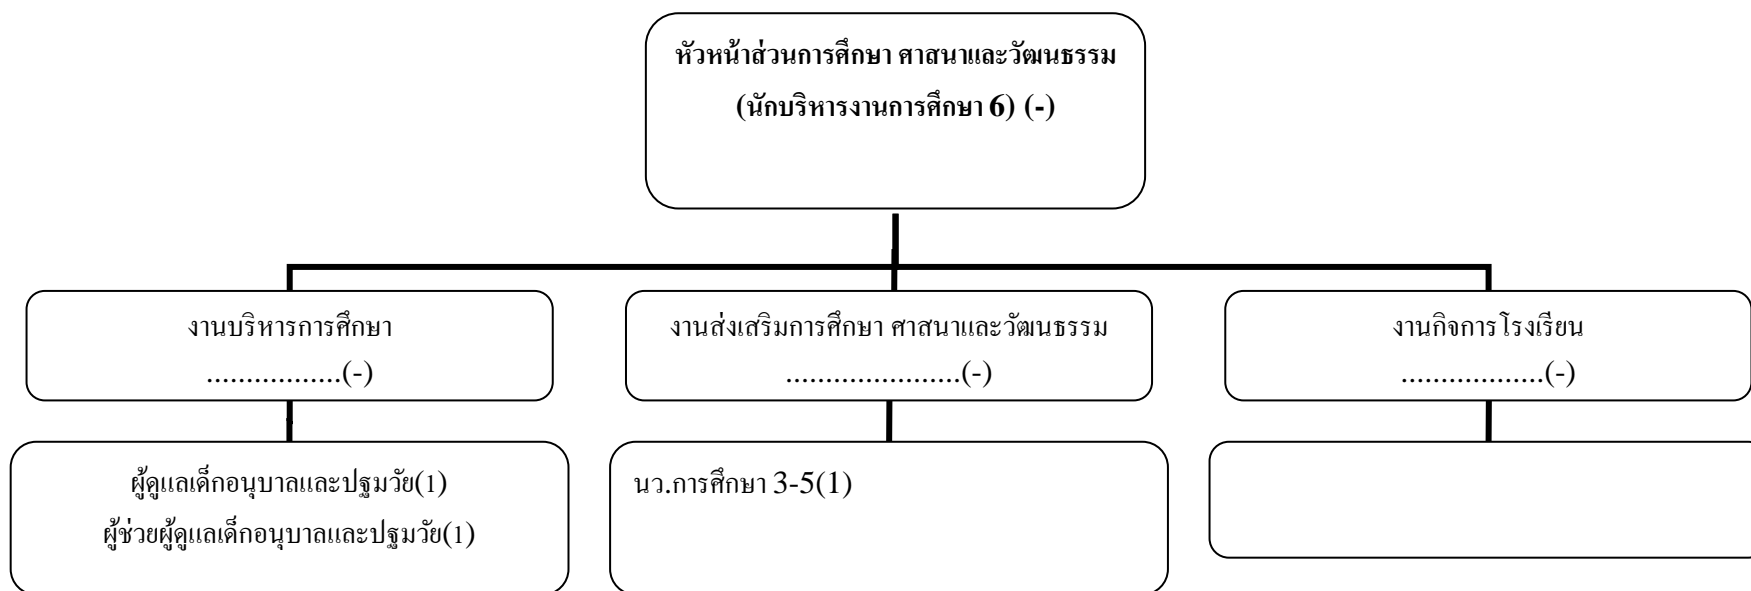 หัวหน้าส่วนการศึกษา ศาสนาและวัฒนธรรม
(นักบริหารงานการศึกษา 6) (-)
งานบริหารการศึกษา
.................(-)
งานส่งเสริมการศึกษา ศาสนาและวัฒนธรรม
......................(-)
งานกิจการโรงเรียน
..................(-)
ผู้ดูแลเด็กอนุบาลและปฐมวัย(1)
ผู้ช่วยผู้ดูแลเด็กอนุบาลและปฐมวัย(1)
นว.การศึกษา 3-5(1)